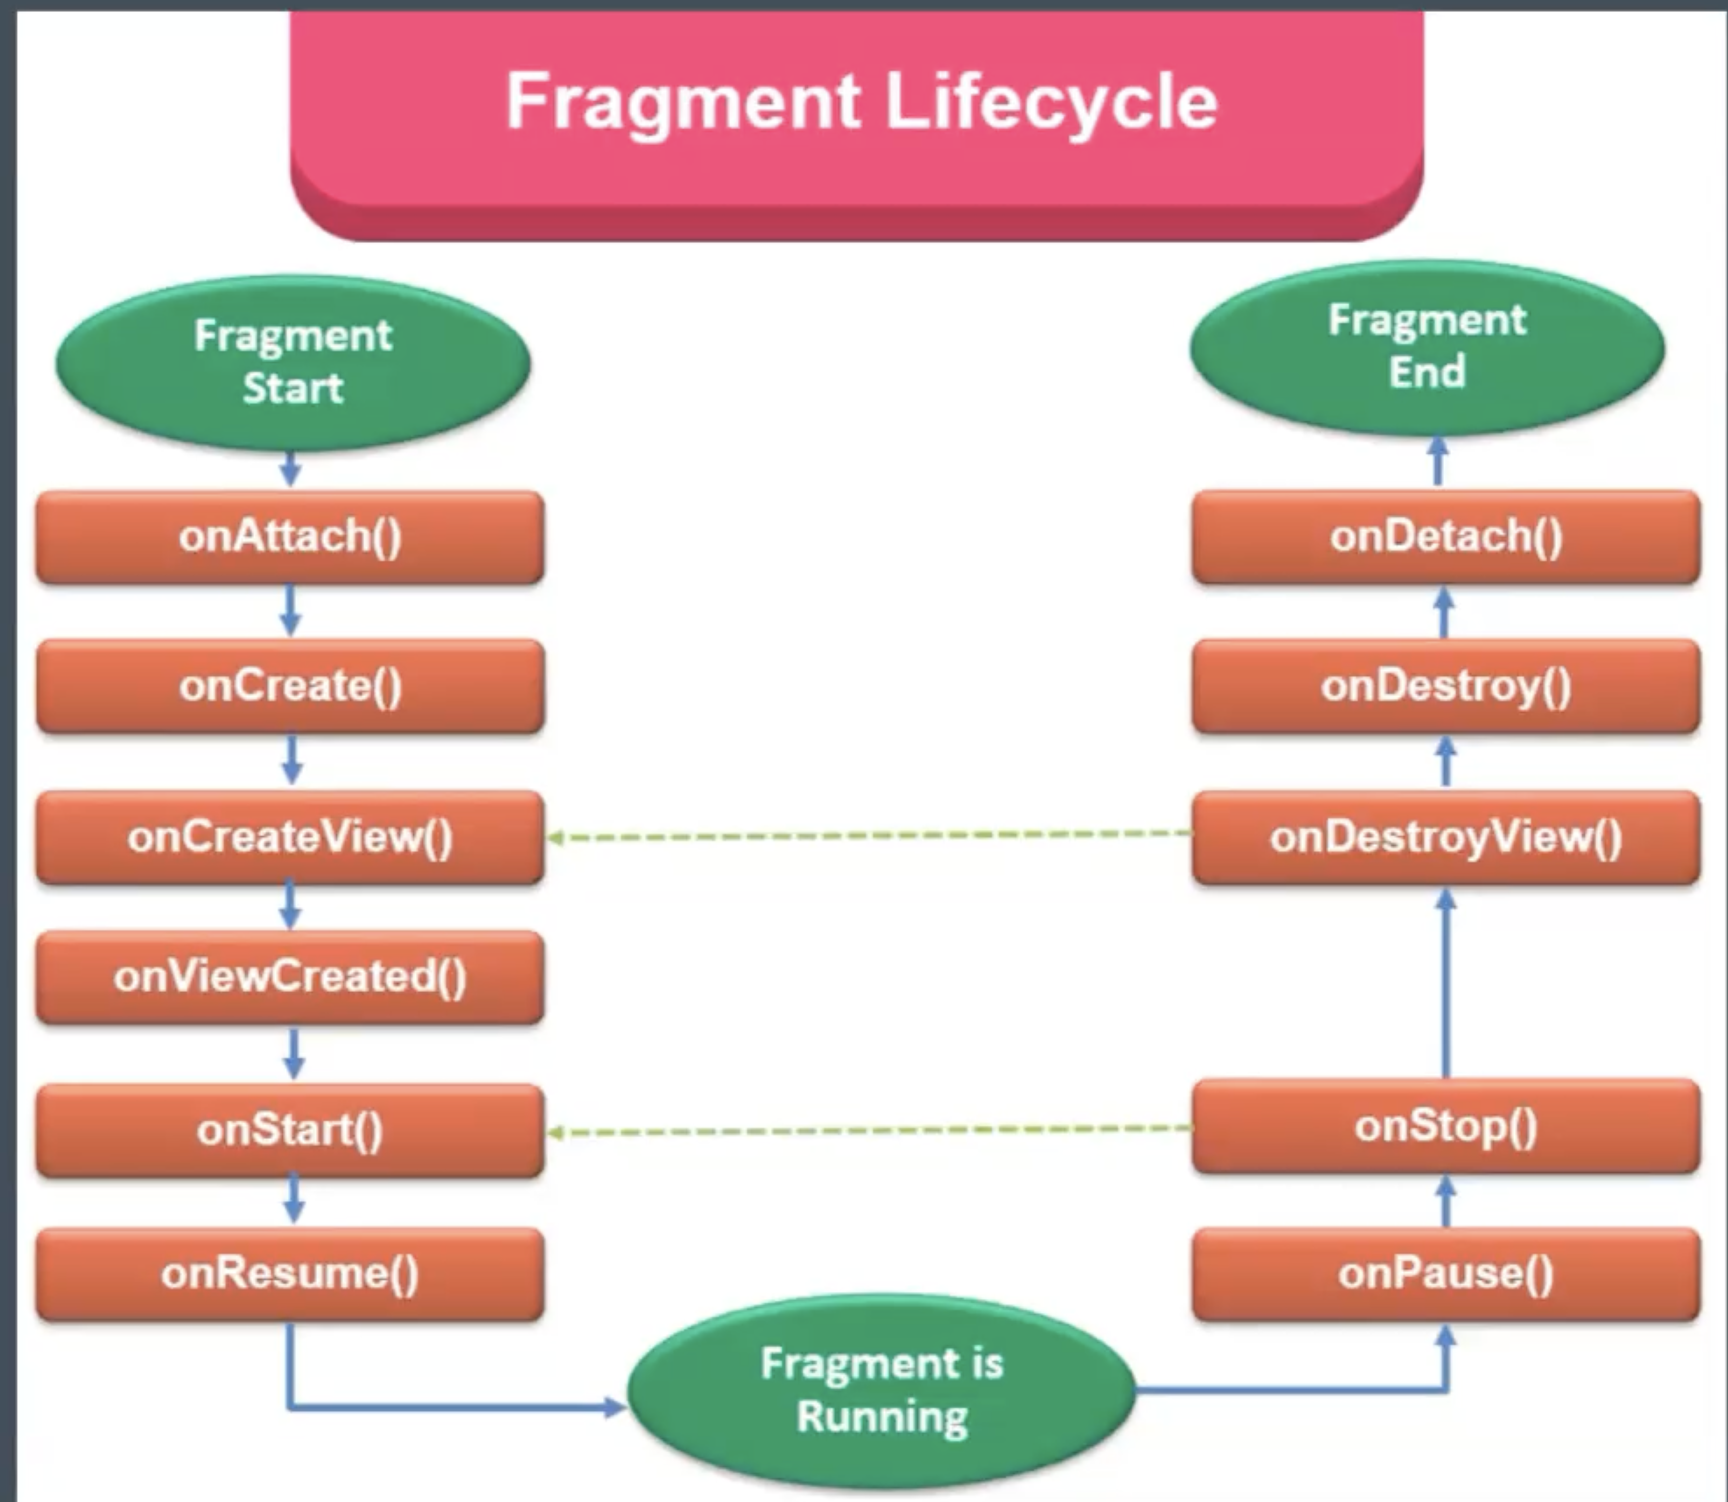 Fragment Lifecycle
Fragment
Start
onAttach()
onCreate()
onCreateView()
onViewCreated()
onStart()
onResume()
Fragment is
Running
Fragment
End
onDetach()
onDestroy()
onDestroyView()
onStop()
onPause()